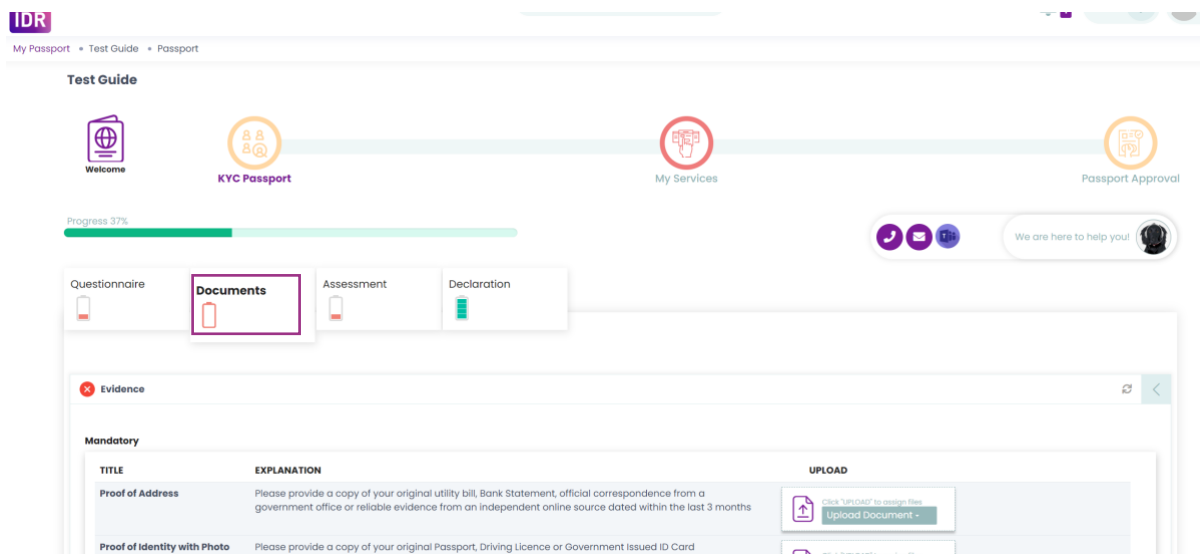 IDR
My Passport • Test Guide • Passport
Test Guide
Welcome
KYC Passport
My Services
Passport Approval
Progress 37%
We are here to help you!
Questionnaire
Documents
Assessment
Declaration
Evidence
Mandatory
TITLE EXPLANATION UPLOAD
Proof of Address
Please provide a copy of your original utility bill, Bank Statement, official correspondence from a
government office or reliable evidence from an independent online source dated within the last 3 months
Click "UPLOAD" to assign files
Upload Document -
Proof of Identity with Photo
Please provide a copy of your original Passport, Driving Licence or Government Issued ID Card